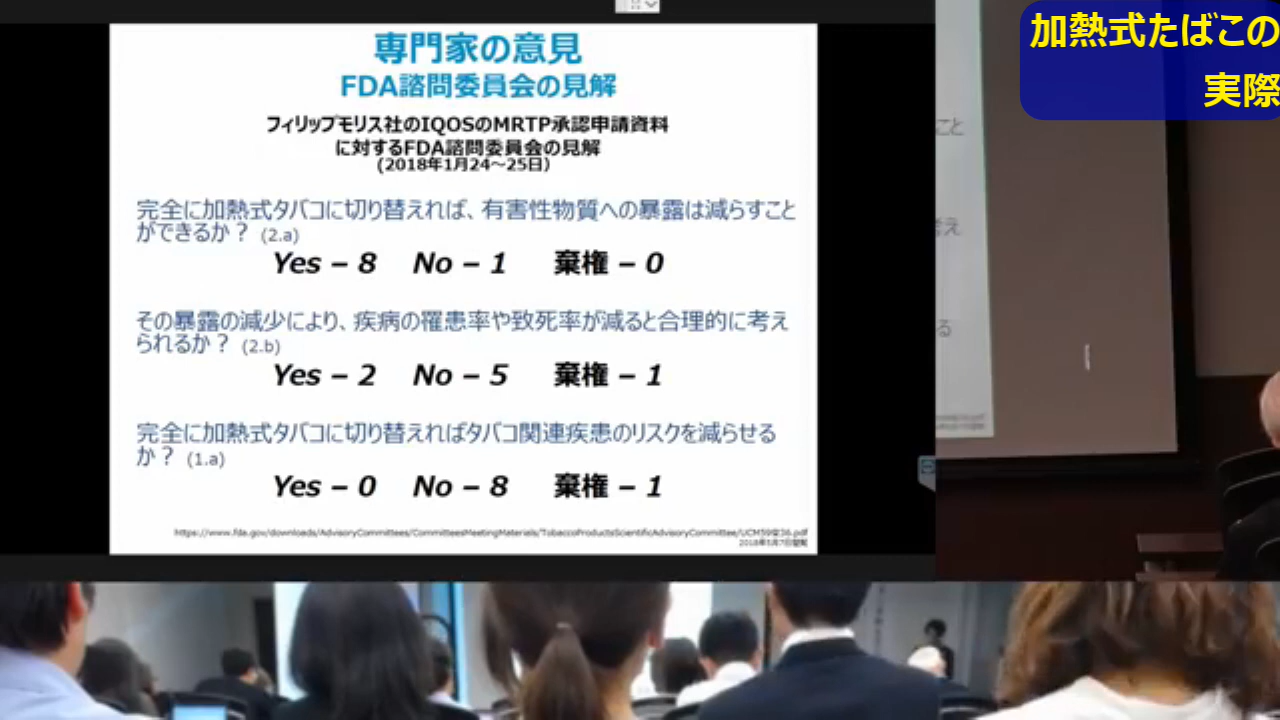 専門家の意見
FDA諮問委員会の見解
フィリップモリス社のIQOSのMRTP承認申請資料
に対するFDA諮問委員会の見解
(2018年1月24～25日)
完全に加熱式タバコに切り替えれば、有害性物質への暴露は減らすこと
ができるか？ (2.a)
Yes – 8 No – 1 棄権 – 0
その暴露の減少により、疾病の罹患率や致死率が減ると合理的に考え
られるか？ (2.b)
Yes – 2 No – 5 棄権 – 1
完全に加熱式タバコに切り替えればタバコ関連疾患のリスクを減らせる
か？ (1.a)
Yes – 0 No – 8 棄権 – 1
加熱式たばこの
実際
こと
考え
る